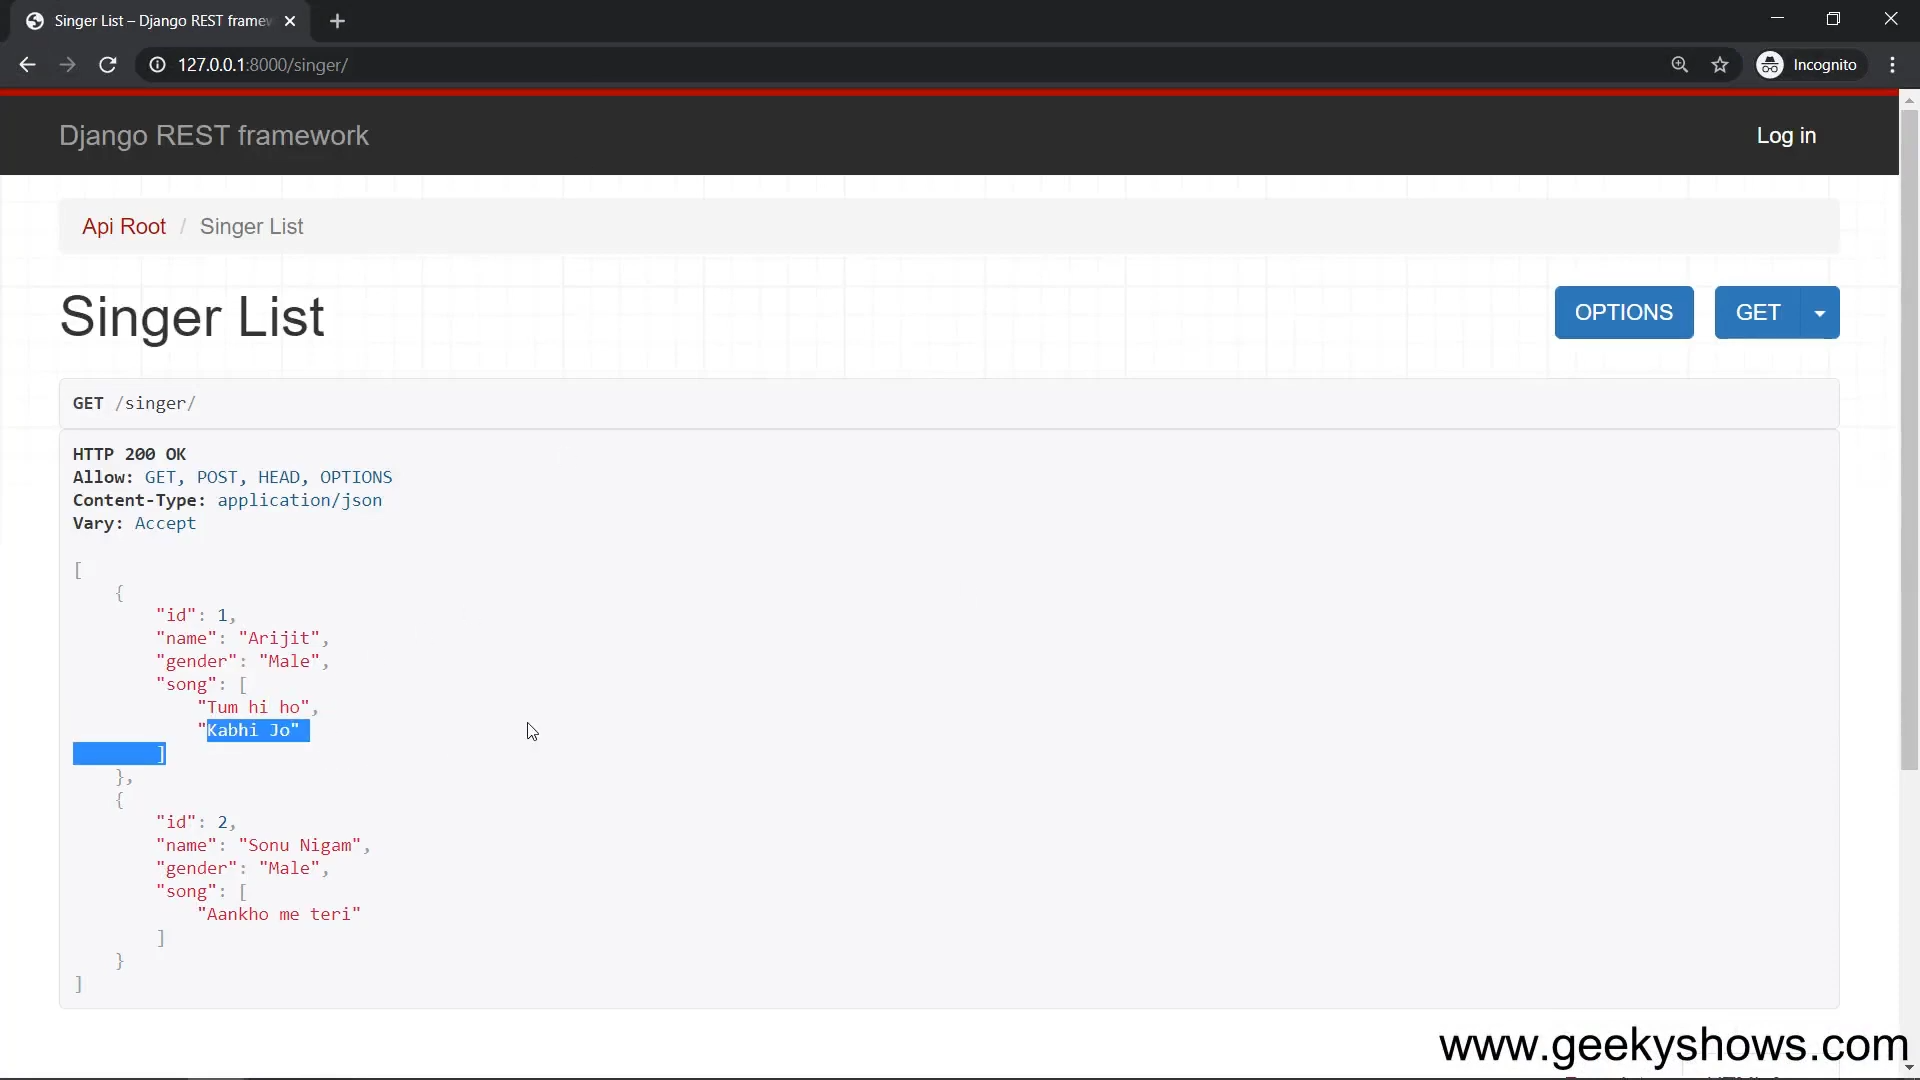 Singer List – Django REST framew
127.0.0.1:8000/singer/
Incognito
Django REST framework
Log in
Api Root / Singer List
Singer List
OPTIONS
GET
GET /singer/
HTTP 200 OK
Allow: GET, POST, HEAD, OPTIONS
Content-Type: application/json
Vary: Accept
[
    {
        "id": 1,
        "name": "Arijit",
        "gender": "Male",
        "song": [
            "Tum hi ho",
            "Kabhi Jo"
        ]
    },
    {
        "id": 2,
        "name": "Sonu Nigam",
        "gender": "Male",
        "song": [
            "Aankho me teri"
        ]
    }
]
www.geekyshows.com